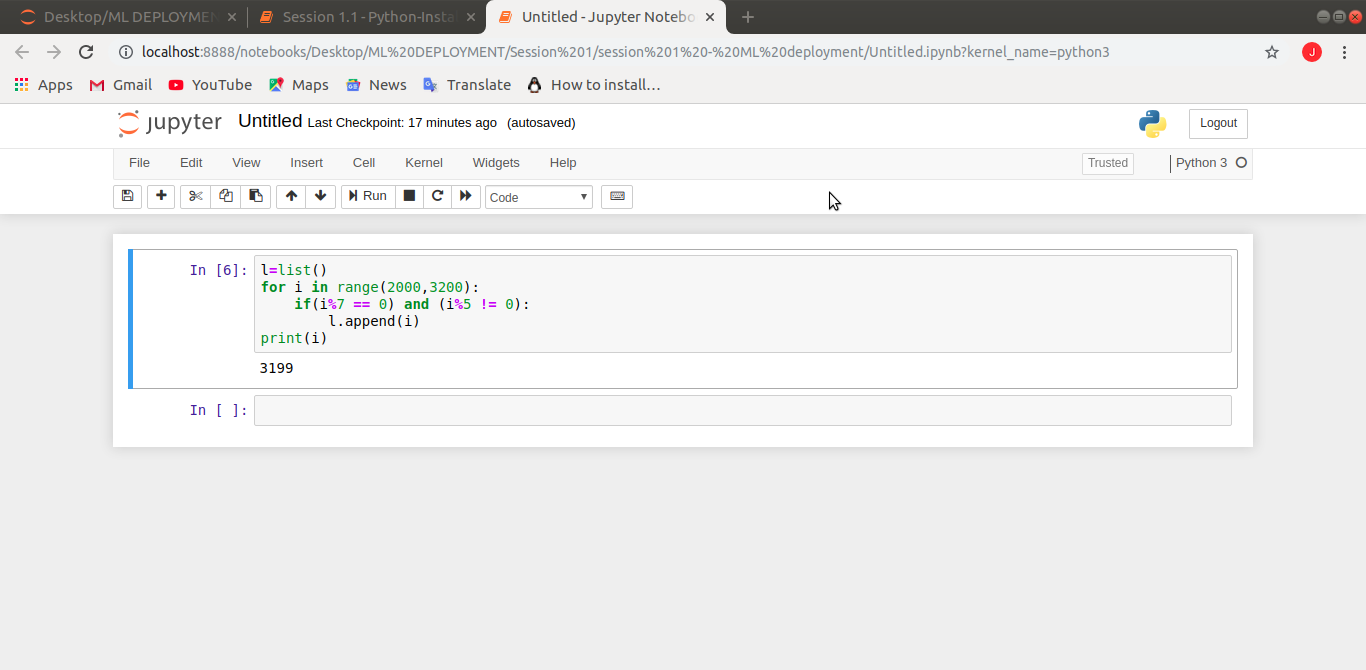 Desktop/ML DEPLOYMEN
Session 1.1 - Python-Insta
Untitled - Jupyter Notebo
localhost:8888/notebooks/Desktop/ML%20DEPLOYMENT/Session%201/session%201%20-%20ML%20deployment/Untitled.ipynb?kernel_name=python3
J
Apps Gmail YouTube Maps News Translate How to install…
jupyter Untitled Last Checkpoint: 17 minutes ago (autosaved)
Logout
File Edit View Insert Cell Kernel Widgets Help
Trusted Python 3
Run Code
In [6]: l=list()
for i in range(2000,3200):
    if(i%7 == 0) and (i%5 != 0):
        l.append(i)
print(i)
3199
In [ ]: